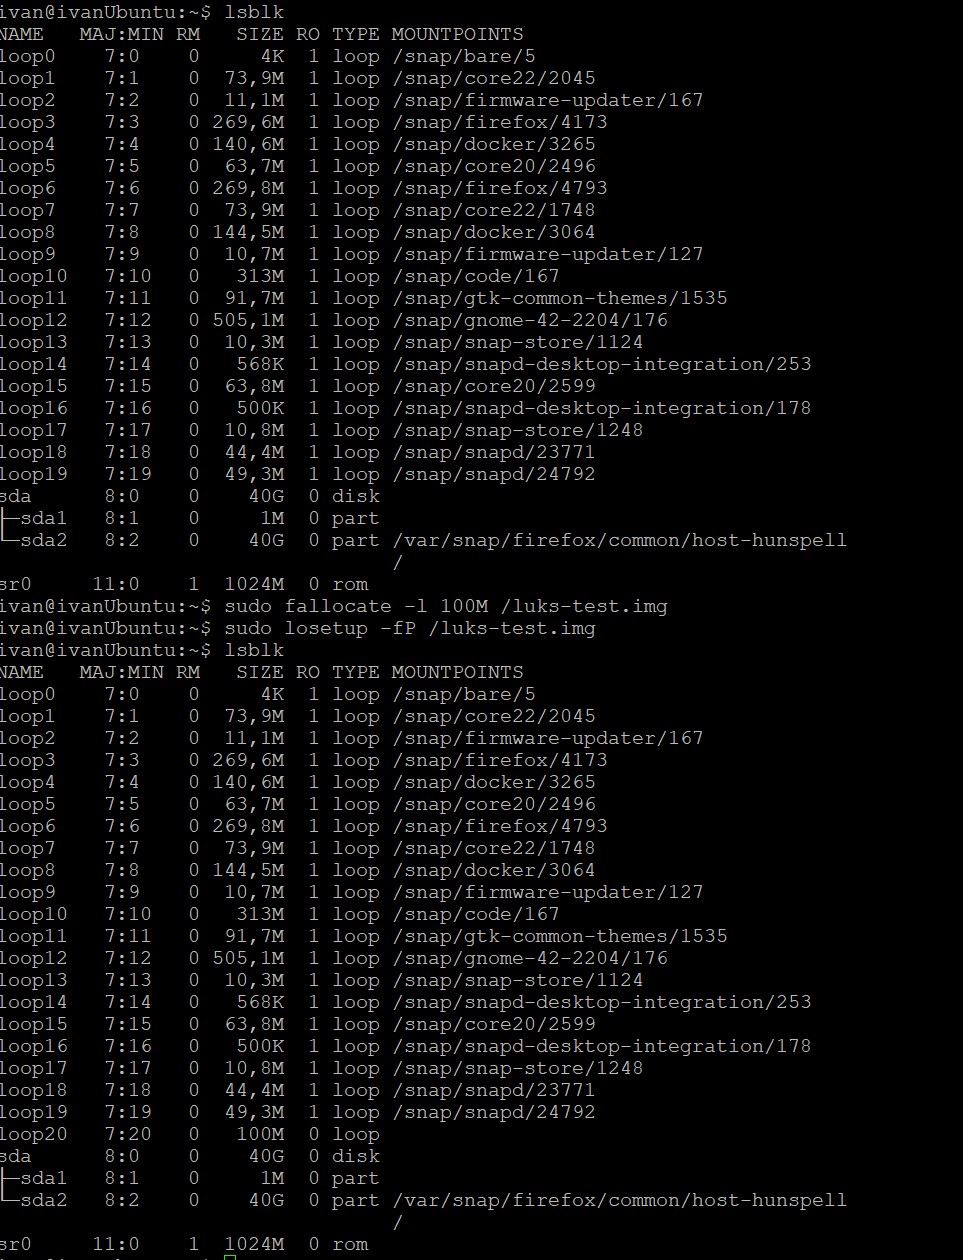 ivan@ivanUbuntu:~$ lsblk
NAME   MAJ:MIN RM   SIZE RO TYPE MOUNTPOINTS
loop0    7:0    0     4K  1 loop /snap/bare/5
loop1    7:1    0  73,9M  1 loop /snap/core22/2045
loop2    7:2    0  11,1M  1 loop /snap/firmware-updater/167
loop3    7:3    0 269,6M  1 loop /snap/firefox/4173
loop4    7:4    0 140,6M  1 loop /snap/docker/3265
loop5    7:5    0  63,7M  1 loop /snap/core20/2496
loop6    7:6    0 269,8M  1 loop /snap/firefox/4793
loop7    7:7    0  73,9M  1 loop /snap/core22/1748
loop8    7:8    0 144,5M  1 loop /snap/docker/3064
loop9    7:9    0  10,7M  1 loop /snap/firmware-updater/127
loop10   7:10   0   313M  1 loop /snap/code/167
loop11   7:11   0  91,7M  1 loop /snap/gtk-common-themes/1535
loop12   7:12   0 505,1M  1 loop /snap/gnome-42-2204/176
loop13   7:13   0  10,3M  1 loop /snap/snap-store/1124
loop14   7:14   0   568K  1 loop /snap/snapd-desktop-integration/253
loop15   7:15   0  63,8M  1 loop /snap/core20/2599
loop16   7:16   0   500K  1 loop /snap/snapd-desktop-integration/178
loop17   7:17   0  10,8M  1 loop /snap/snap-store/1248
loop18   7:18   0  44,4M  1 loop /snap/snapd/23771
loop19   7:19   0  49,3M  1 loop /snap/snapd/24792
sda      8:0    0    40G  0 disk
├─sda1   8:1    0     1M  0 part
└─sda2   8:2    0    40G  0 part /var/snap/firefox/common/host-hunspell
                                 /
sr0     11:0    1  1024M  0 rom
ivan@ivanUbuntu:~$ sudo fallocate -l 100M /luks-test.img
ivan@ivanUbuntu:~$ sudo losetup -fP /luks-test.img
ivan@ivanUbuntu:~$ lsblk
NAME   MAJ:MIN RM   SIZE RO TYPE MOUNTPOINTS
loop0    7:0    0     4K  1 loop /snap/bare/5
loop1    7:1    0  73,9M  1 loop /snap/core22/2045
loop2    7:2    0  11,1M  1 loop /snap/firmware-updater/167
loop3    7:3    0 269,6M  1 loop /snap/firefox/4173
loop4    7:4    0 140,6M  1 loop /snap/docker/3265
loop5    7:5    0  63,7M  1 loop /snap/core20/2496
loop6    7:6    0 269,8M  1 loop /snap/firefox/4793
loop7    7:7    0  73,9M  1 loop /snap/core22/1748
loop8    7:8    0 144,5M  1 loop /snap/docker/3064
loop9    7:9    0  10,7M  1 loop /snap/firmware-updater/127
loop10   7:10   0   313M  1 loop /snap/code/167
loop11   7:11   0  91,7M  1 loop /snap/gtk-common-themes/1535
loop12   7:12   0 505,1M  1 loop /snap/gnome-42-2204/176
loop13   7:13   0  10,3M  1 loop /snap/snap-store/1124
loop14   7:14   0   568K  1 loop /snap/snapd-desktop-integration/253
loop15   7:15   0  63,8M  1 loop /snap/core20/2599
loop16   7:16   0   500K  1 loop /snap/snapd-desktop-integration/178
loop17   7:17   0  10,8M  1 loop /snap/snap-store/1248
loop18   7:18   0  44,4M  1 loop /snap/snapd/23771
loop19   7:19   0  49,3M  1 loop /snap/snapd/24792
loop20   7:20   0   100M  0 loop
sda      8:0    0    40G  0 disk
├─sda1   8:1    0     1M  0 part
└─sda2   8:2    0    40G  0 part /var/snap/firefox/common/host-hunspell
                                 /
sr0     11:0    1  1024M  0 rom